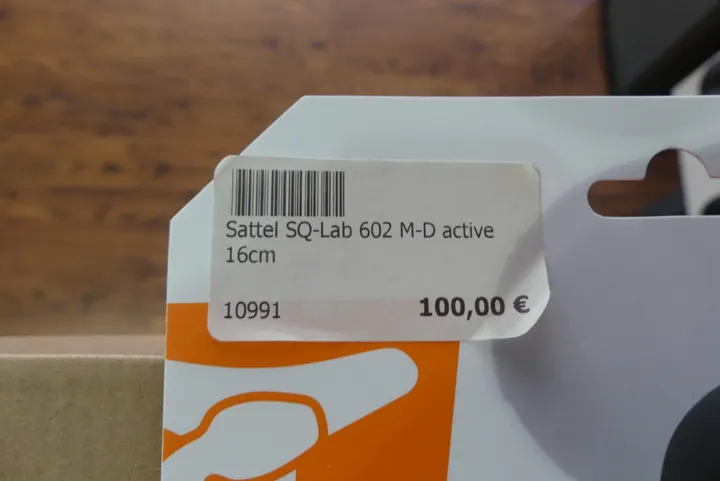 Sattel SQ-Lab 602 M-D active
16cm
10991 100,00 €